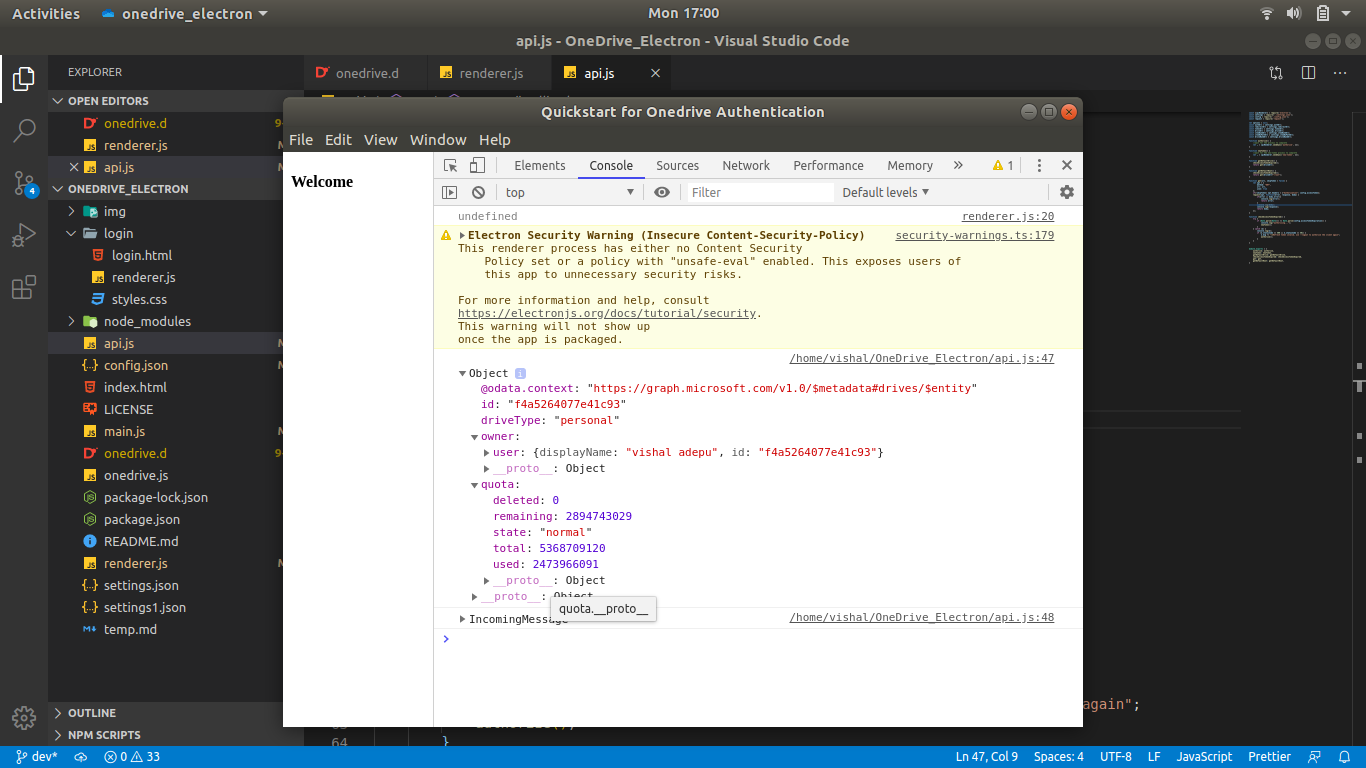 Activities
onedrive_electron
Mon 17:00
api.js - OneDrive_Electron - Visual Studio Code
EXPLORER
onedrive.d
renderer.js
api.js
OPEN EDITORS
onedrive.d
renderer.js
api.js
ONEDRIVE_ELECTRON
img
login
login.html
renderer.js
styles.css
node_modules
api.js
config.json
index.html
LICENSE
main.js
onedrive.d
onedrive.js
package-lock.json
package.json
README.md
renderer.js
settings.json
settings1.json
temp.md
OUTLINE
NPM SCRIPTS
4
Quickstart for Onedrive Authentication
File Edit View Window Help
Welcome
Elements Console Sources Network Performance Memory » 1
top Filter Default levels
undefined renderer.js:20
Electron Security Warning (Insecure Content-Security-Policy) security-warnings.ts:179
This renderer process has either no Content Security
Policy set or a policy with "unsafe-eval" enabled. This exposes users of
this app to unnecessary security risks.
For more information and help, consult
https://electronjs.org/docs/tutorial/security.
This warning will not show up
once the app is packaged.
/home/vishal/OneDrive_Electron/api.js:47
Object i
@odata.context: "https://graph.microsoft.com/v1.0/$metadata#drives/$entity"
id: "f4a5264077e41c93"
driveType: "personal"
owner:
user: {displayName: "vishal adepu", id: "f4a5264077e41c93"}
__proto__: Object
quota:
deleted: 0
remaining: 2894743029
state: "normal"
total: 5368709120
used: 2473966091
__proto__: Object
__proto__: Object
quota.__proto__
IncomingMessage /home/vishal/OneDrive_Electron/api.js:48
again";
64 }
dev* 0 33 Ln 47, Col 9 Spaces: 4 UTF-8 LF JavaScript Prettier